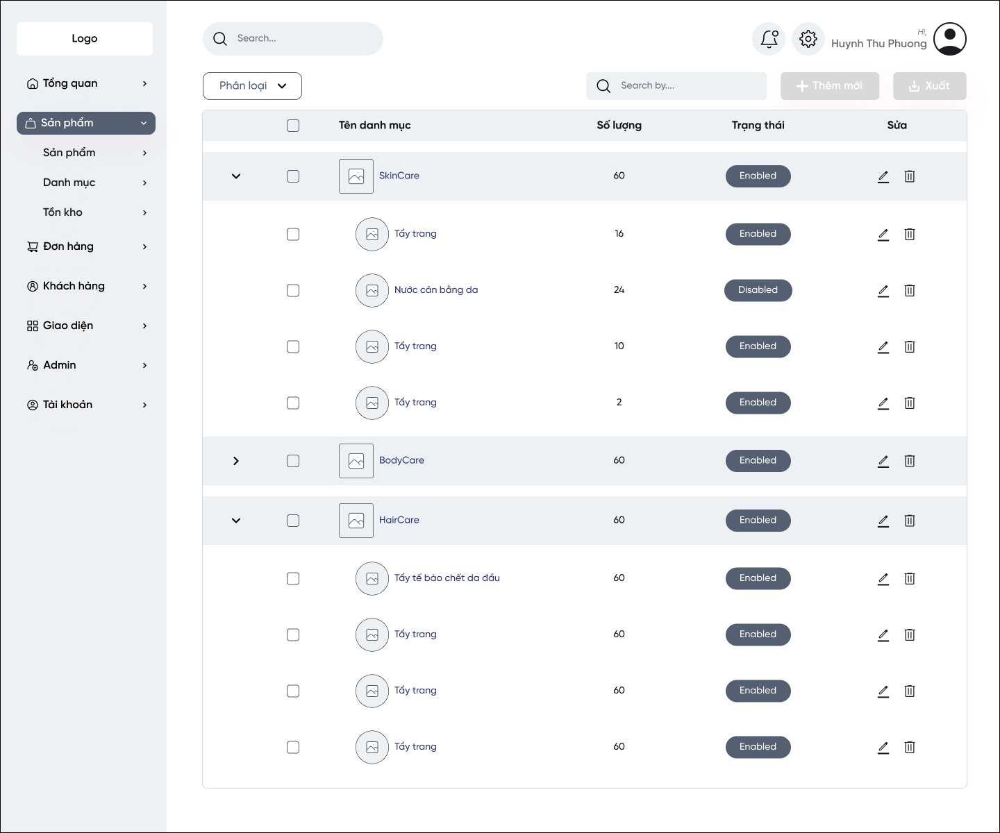 Logo
Tổng quan
Sản phẩm
Sản phẩm
Danh mục
Tồn kho
Đơn hàng
Khách hàng
Giao diện
Admin
Tài khoản
Search...
Hi,
Huynh Thu Phuong
Phân loại
Search by....
Thêm mới
Xuất
Tên danh mục Số lượng Trạng thái Sửa
SkinCare 60 Enabled
Tẩy trang 16 Enabled
Nước cân bằng da 24 Disabled
Tẩy trang 10 Enabled
Tẩy trang 2 Enabled
BodyCare 60 Enabled
HairCare 60 Enabled
Tẩy tế bào chết da đầu 60 Enabled
Tẩy trang 60 Enabled
Tẩy trang 60 Enabled
Tẩy trang 60 Enabled